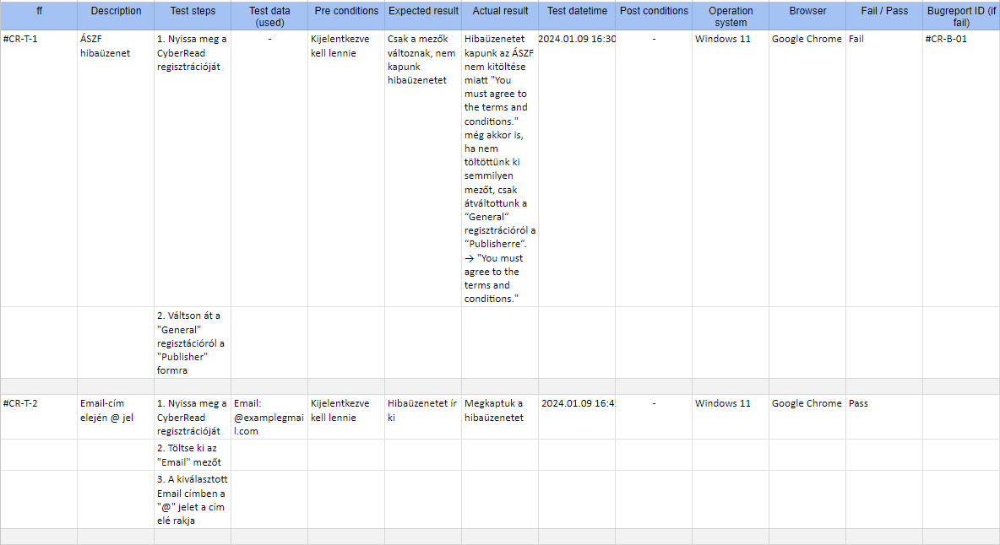 ff
Description
Test steps
Test data
(used)
Pre conditions
Expected result
Actual result
Test datetime
Post conditions
Operation
system
Browser
Fail / Pass
Bugreport ID (if
fail)
#CR-T-1
ÁSZF
hibaüzenet
1. Nyissa meg a
CyberRead
regisztrációját
-
Kijelentkezve
kell lennie
Csak a mezők
változnak, nem
kapunk
hibaüzenetet
Hibaüzenetet
kapunk az ÁSZF
nem kitöltése
miatt "You
must agree to
the terms and
conditions."
még akkor is,
ha nem
töltöttünk ki
semmilyen
mezőt, csak
átváltottunk a
“General“
regisztrációról a
“Publisherre“.
→ "You must
agree to the
terms and
conditions."
2024.01.09 16:30
-
Windows 11
Google Chrome
Fail
#CR-B-01
2. Váltson át a
"General"
regisztációról a
"Publisher"
formra
#CR-T-2
Email-cím
elején @ jel
1. Nyissa meg a
CyberRead
regisztrációját
Email:
@examplegmai
l.com
Kijelentkezve
kell lennie
Hibaüzenetet ír
ki
Megkaptuk a
hibaüzenetet
2024.01.09 16:4
-
Windows 11
Google Chrome
Pass
2. Töltse ki az
"Email" mezőt
3. A kiválasztott
Email címben a
"@" jelet a cím
elé rakja